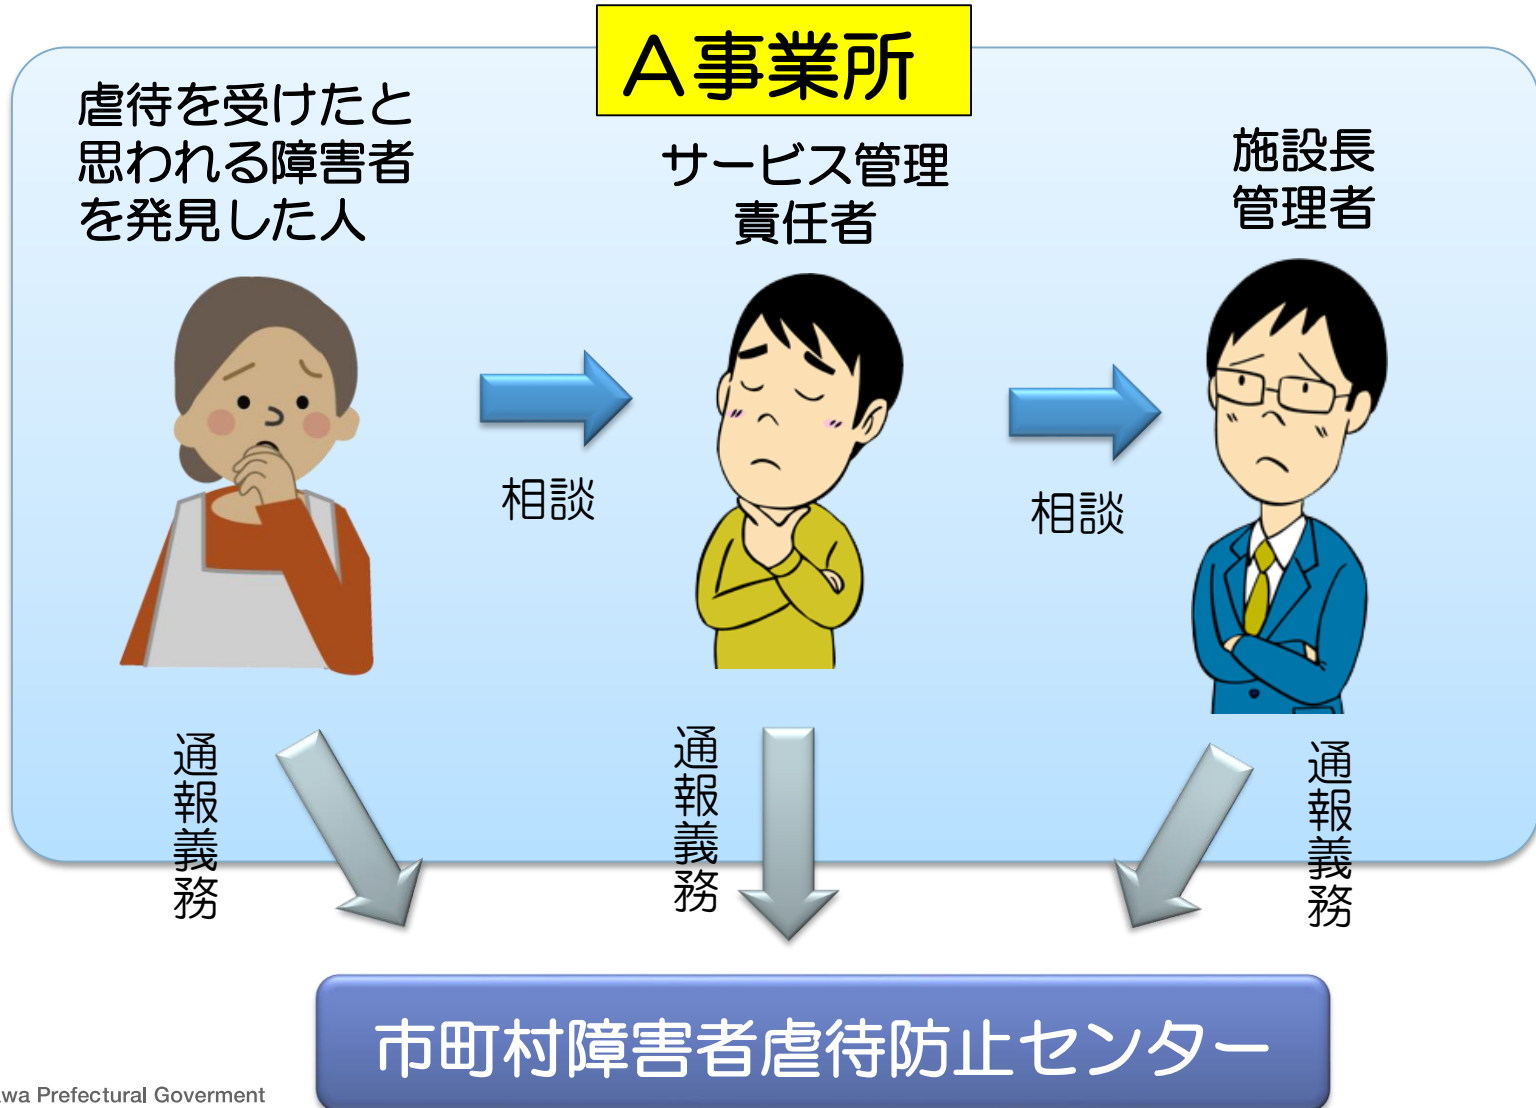 A事業所
虐待を受けたと
思われる障害者
を発見した人
サービス管理
責任者
施設長
管理者
相談
相談
通報義務
通報義務
通報義務
市町村障害者虐待防止センター
wa Prefectural Goverment